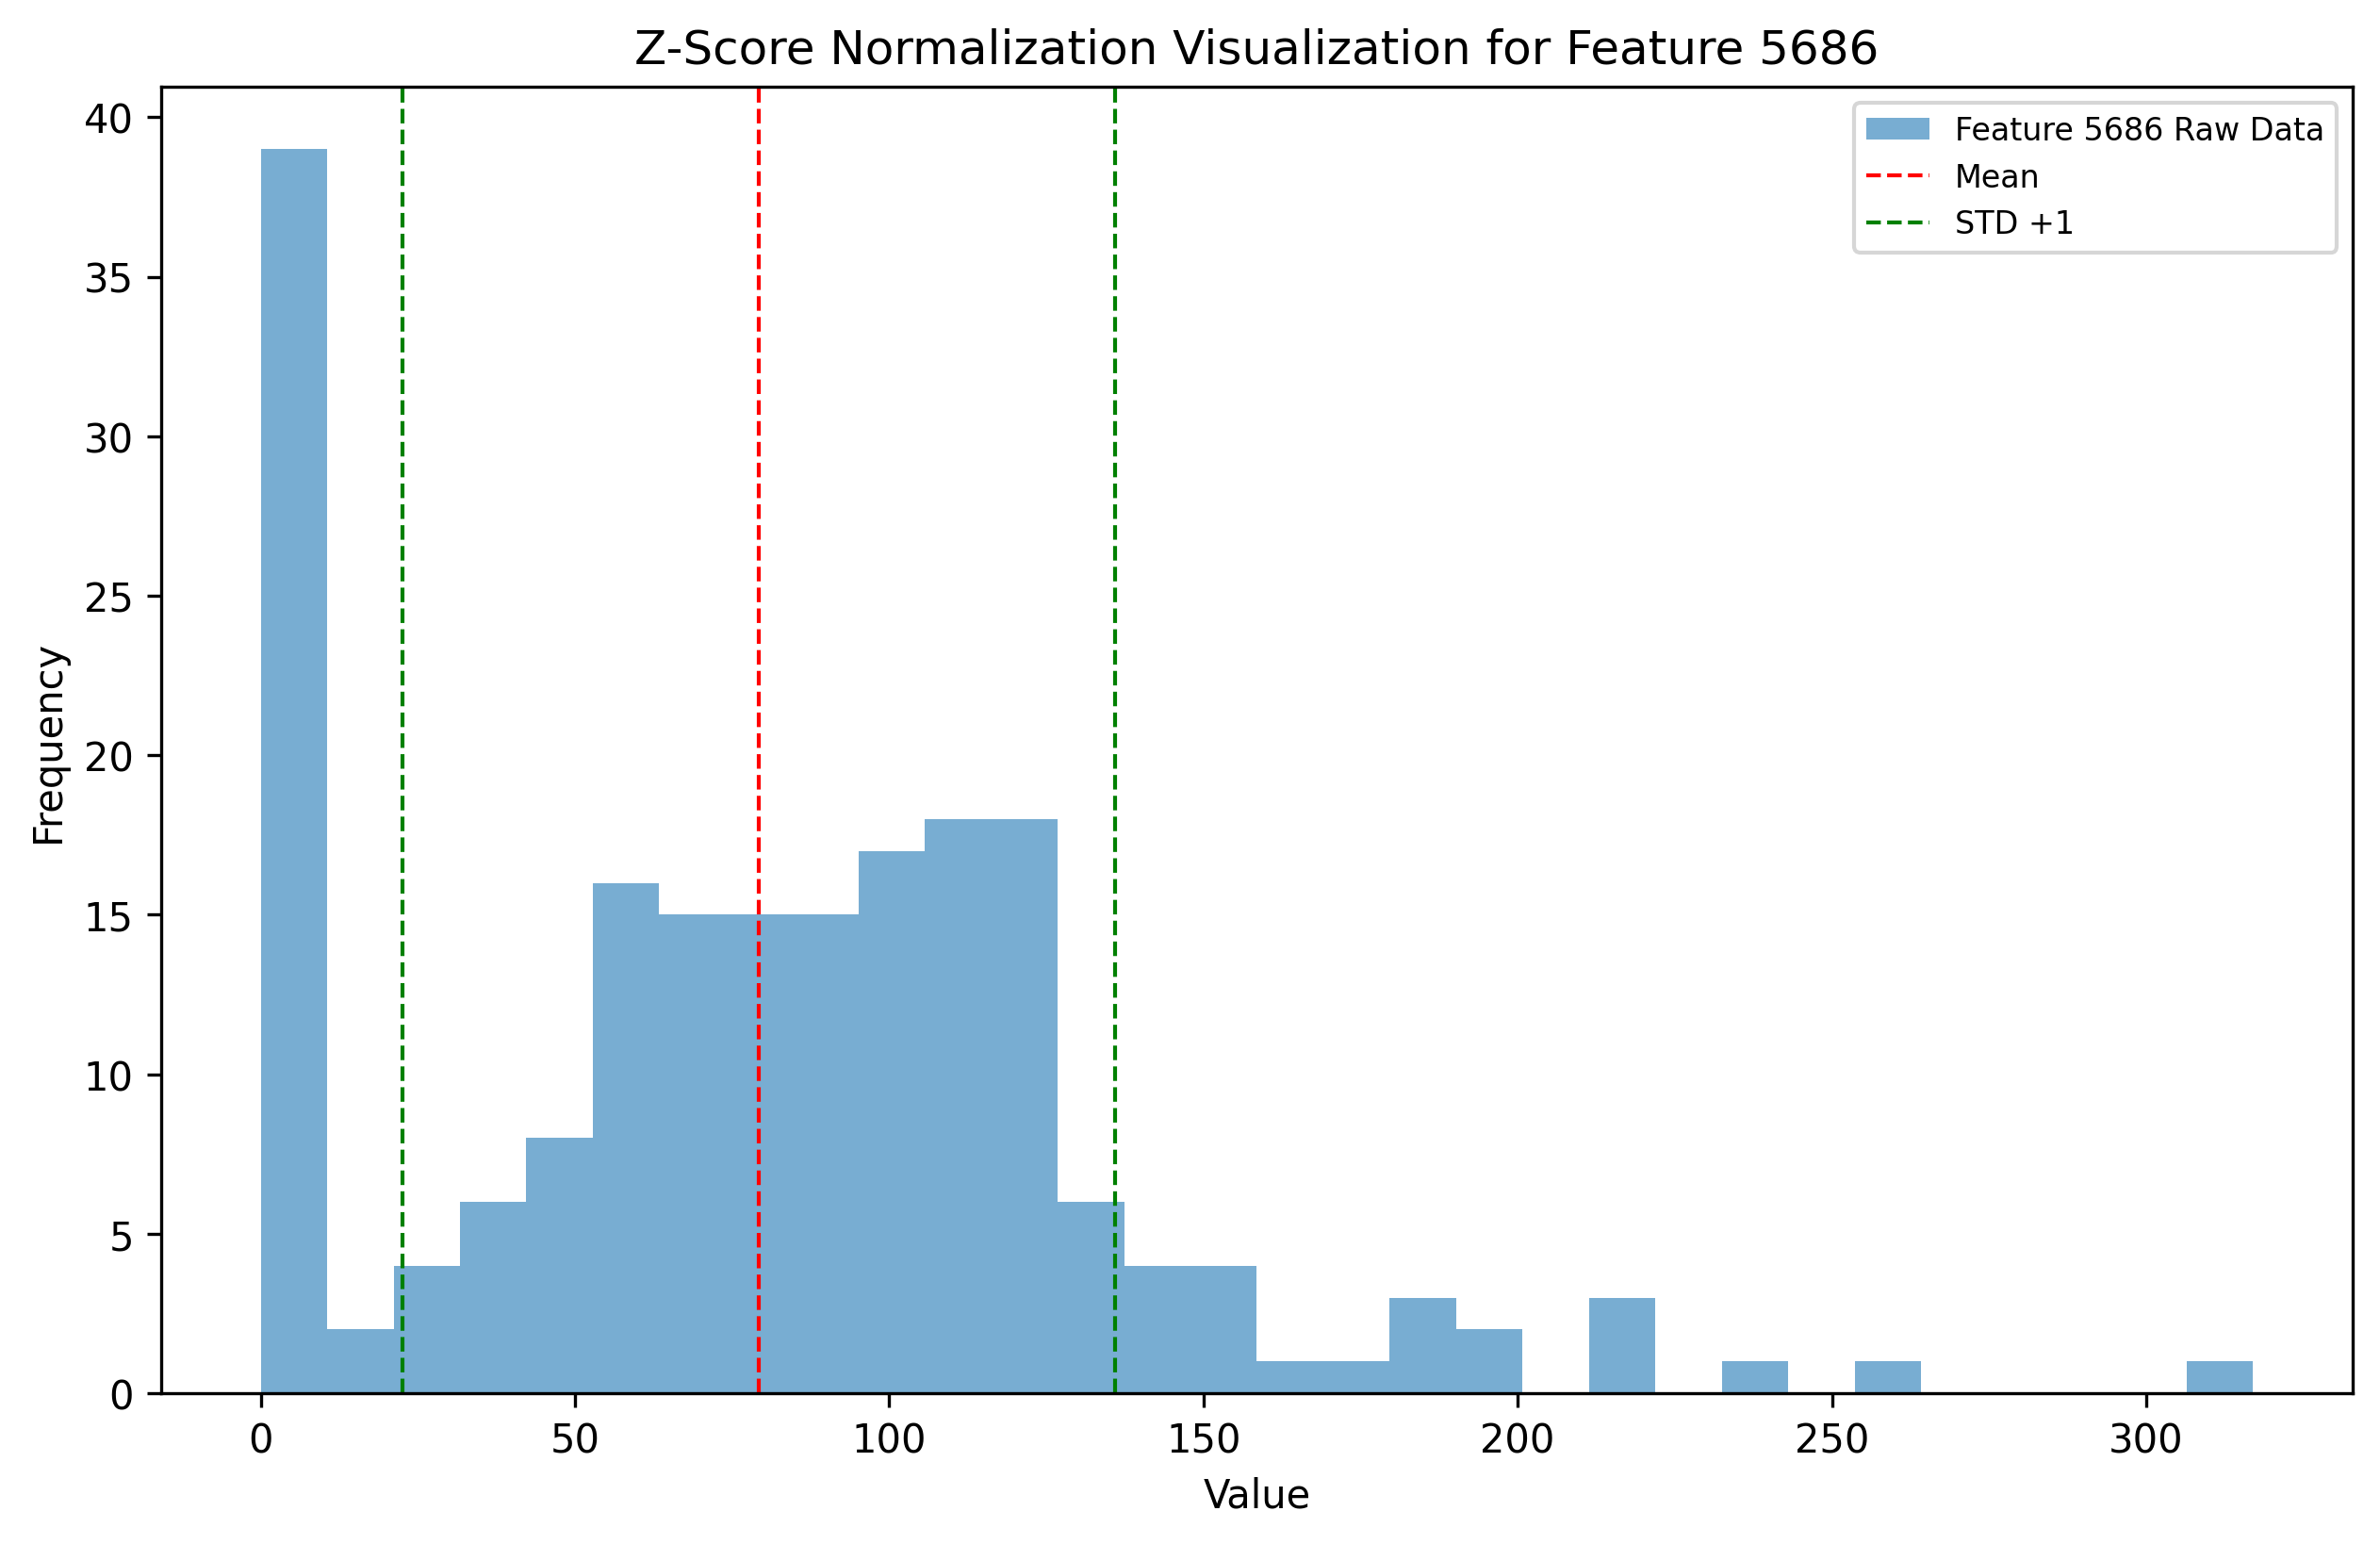 Z-Score Normalization Visualization for Feature 5686
Feature 5686 Raw Data
Mean
STD +1
40
35
30
25
20
15
10
5
0
Frequency
0 50 100 150 200 250 300
Value